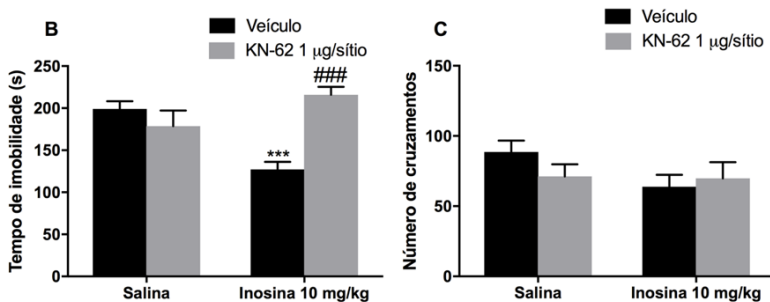 B
Veículo
KN-62 1 μg/sítio
Tempo de imobilidade (s)
250
200
150
100
50
0
***
###
Salina
Inosina 10 mg/kg
C
Veículo
KN-62 1 μg/sítio
Número de cruzamentos
150
100
50
0
Salina
Inosina 10 mg/kg